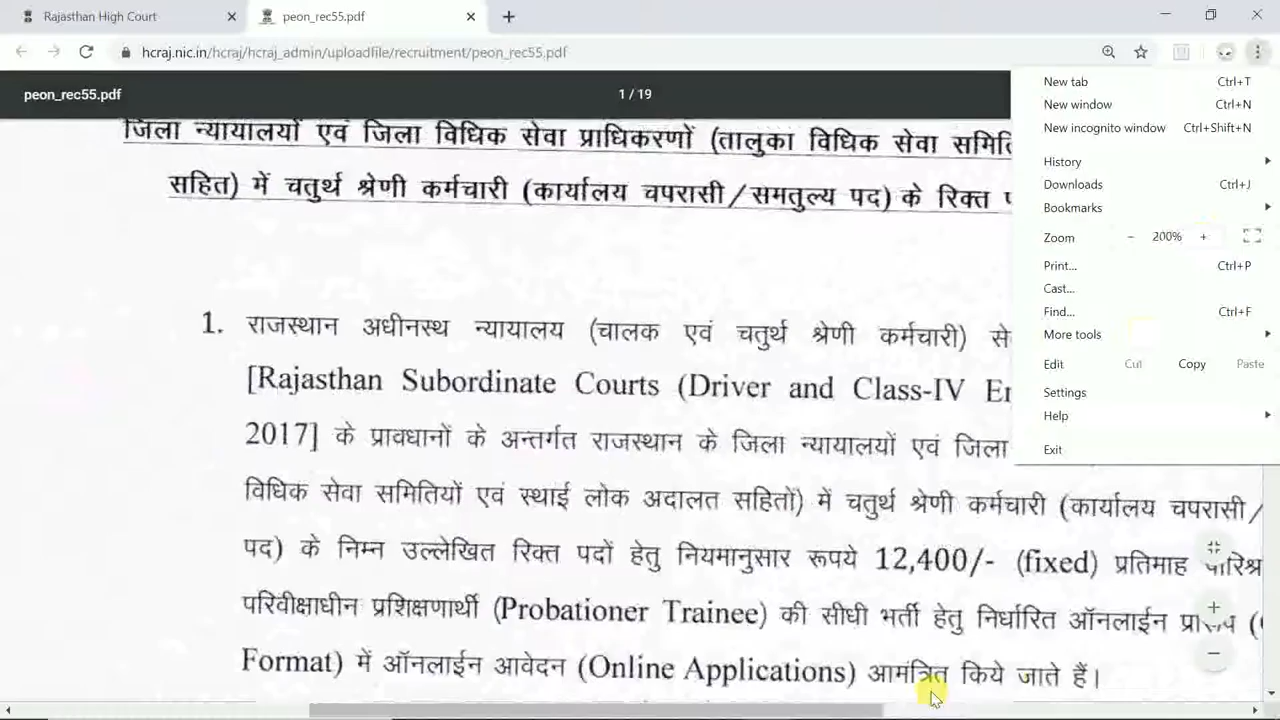 Rajasthan High Court
peon_rec55.pdf
hcraj.nic.in/hcraj/hcraj_admin/uploadfile/recruitment/peon_rec55.pdf
peon_rec55.pdf
1 / 19
New tab Ctrl+T
New window Ctrl+N
New incognito window Ctrl+Shift+N
History
Downloads Ctrl+J
Bookmarks
Zoom − 200% +
Print... Ctrl+P
Cast...
Find... Ctrl+F
More tools
Edit Cut Copy Paste
Settings
Help
Exit
जिला न्यायालयों एवं जिला विधिक सेवा प्राधिकरणों (तालुका विधिक सेवा
सहित) में चतुर्थ श्रेणी कर्मचारी (कार्यालय चपरासी/समतुल्य पद) के रिक्त
1. राजस्थान अधीनस्थ न्यायालय (चालक एवं चतुर्थ श्रेणी कर्मचारी)
[Rajasthan Subordinate Courts (Driver and Class-IV
2017] के प्रावधानों के अन्तर्गत राजस्थान के जिला न्यायालयों एवं जिला
विधिक सेवा समितियों एवं स्थाई लोक अदालत सहितों) में चतुर्थ श्रेणी कर्मचारी (कार्यालय चपरासी/
पद) के निम्न उल्लेखित रिक्त पदों हेतु नियमानुसार रूपये 12,400/- (fixed) प्रतिमाह
परिवीक्षाधीन प्रशिक्षणार्थी (Probationer Trainee) की सीधी भर्ती हेतु निर्धारित ऑनलाईन
Format) में ऑनलाईन आवेदन (Online Applications) आमंत्रित किये जाते हैं।